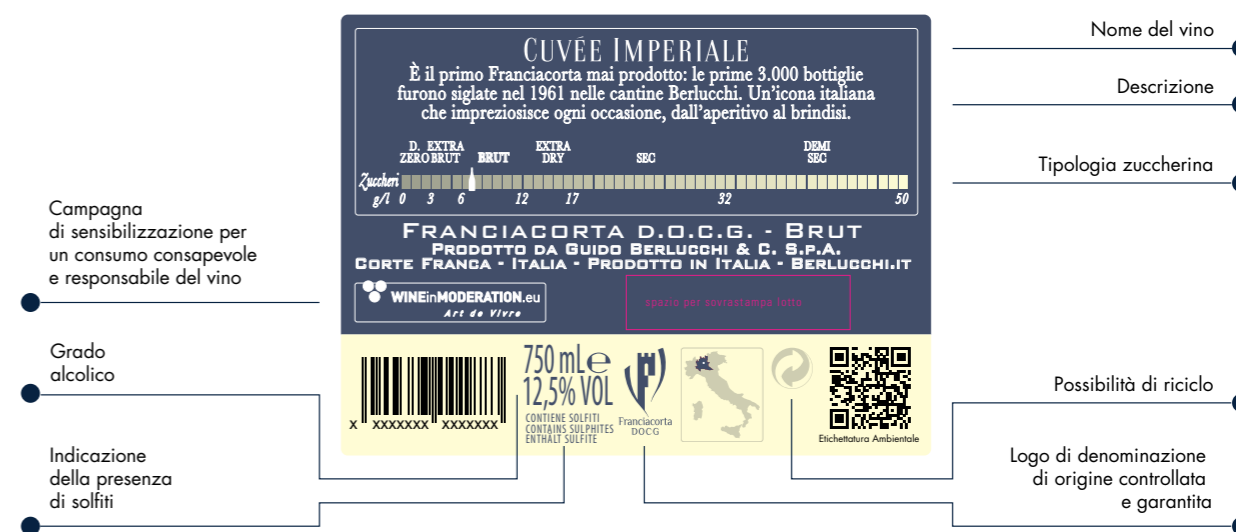 CUVÉE IMPERIALE
È il primo Franciacorta mai prodotto: le prime 3.000 bottiglie
furono siglate nel 1961 nelle cantine Berlucchi. Un'icona italiana
che impreziosisce ogni occasione, dall'aperitivo al brindisi.
D. ZERO EXTRA BRUT BRUT EXTRA DRY SEC DEMI SEC
Zuccheri
g/l 0 3 6 12 17 32 50
FRANCIACORTA D.O.C.G. - BRUT
PRODOTTO DA GUIDO BERLUCCHI & C. S.P.A.
CORTE FRANCA - ITALIA - PRODOTTO IN ITALIA - BERLUCCHI.IT
WINEinMODERATION.eu
Art de Vivre
spazio per sovrastampa lotto
x xxxxxxx xxxxxxx
750 mL e
12,5% VOL
CONTIENE SOLFITI
CONTAINS SULPHITES
ENTHÄLT SULFITE
Franciacorta
DOCG
Etichettatura Ambientale
Campagna
di sensibilizzazione per
un consumo consapevole
e responsabile del vino
Grado
alcolico
Indicazione
della presenza
di solfiti
Nome del vino
Descrizione
Tipologia zuccherina
Possibilità di riciclo
Logo di denominazione
di origine controllata
e garantita